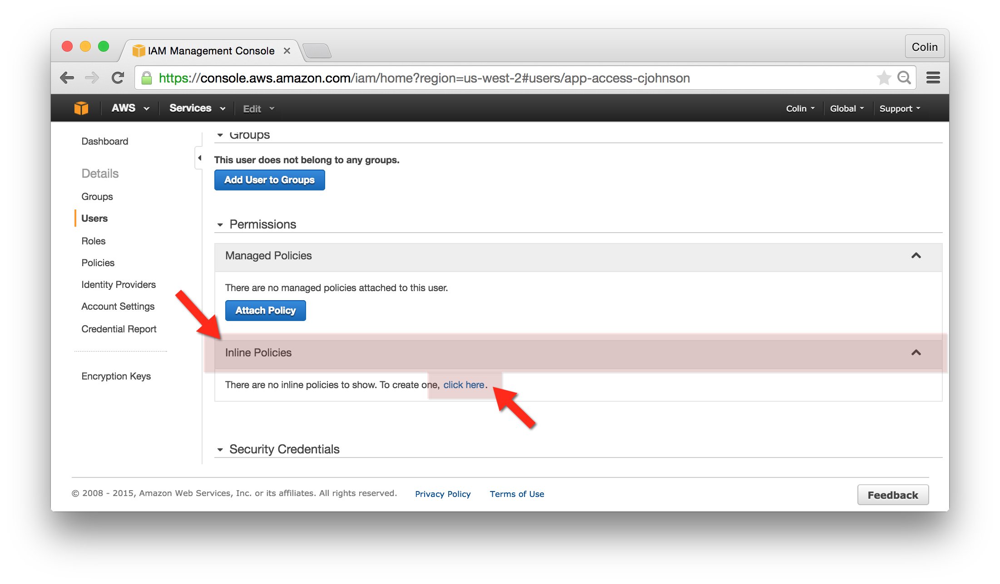 IAM Management Console
Colin
https://console.aws.amazon.com/iam/home?region=us-west-2#users/app-access-cjohnson
AWS Services Edit Colin Global Support
Dashboard
Details
Groups
Users
Roles
Policies
Identity Providers
Account Settings
Credential Report
Encryption Keys
Groups
This user does not belong to any groups.
Add User to Groups
Permissions
Managed Policies
There are no managed policies attached to this user.
Attach Policy
Inline Policies
There are no inline policies to show. To create one, click here.
Security Credentials
© 2008 - 2015, Amazon Web Services, Inc. or its affiliates. All rights reserved. Privacy Policy Terms of Use
Feedback